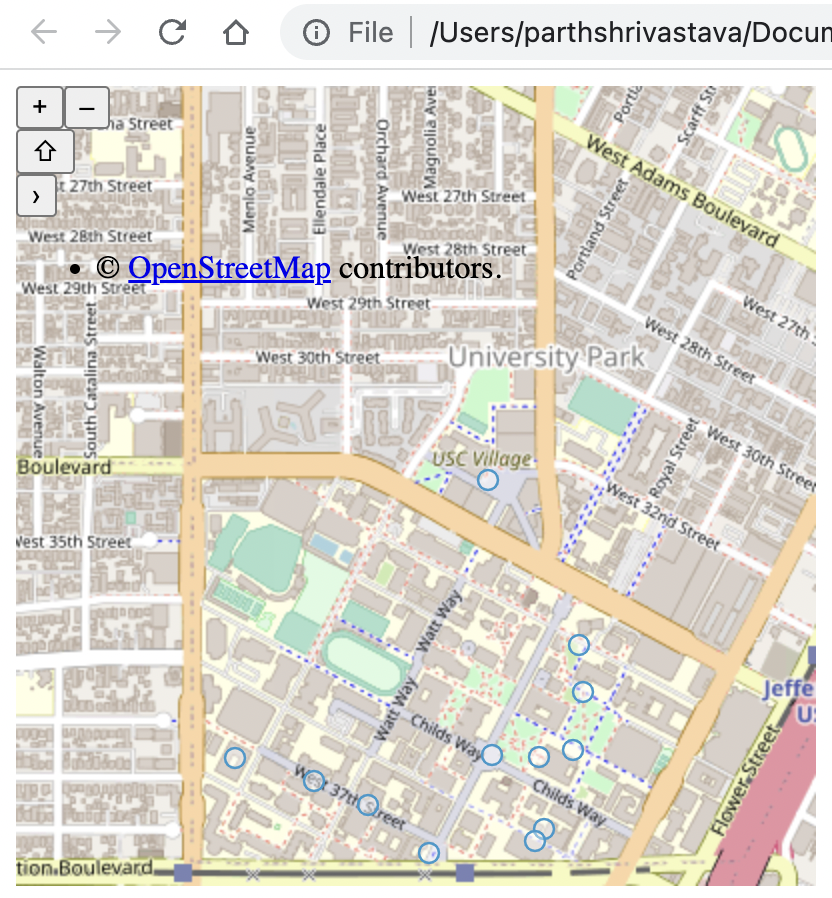 File
/Users/parthshrivastava/Docum
+ –
⇧
›
na Street
t 27th Street
West 28th Street
West 29th Street
Walton Avenue
South Catalina Street
Menlo Avenue
Ellendale Place
Orchard Avenue
Magnolia Ave
West 27th Street
West 28th Street
• © OpenStreetMap contributors.
West 29th Street
West 30th Street
Portl
Scarff St
West Adams Boulevard
Portland Street
West 27th
West 28th Street
University Park
West 30th Street
Royal Street
West 32nd Street
USC Village
Boulevard
West 35th Street
Watt Way
Watt Way
Childs Way
Childs Way
West 37th Street
Jeffe
US
Flower Street
tion Boulevard